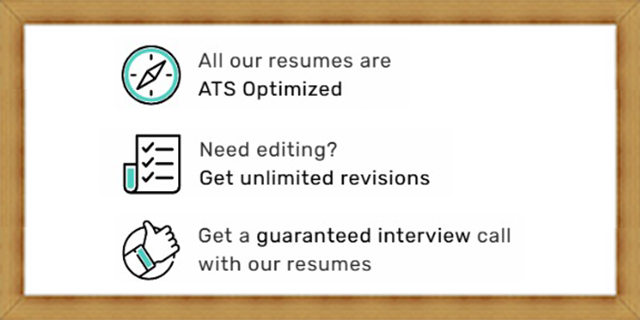 All our resumes are
ATS Optimized
Need editing?
Get unlimited revisions
Get a guaranteed interview call
with our resumes